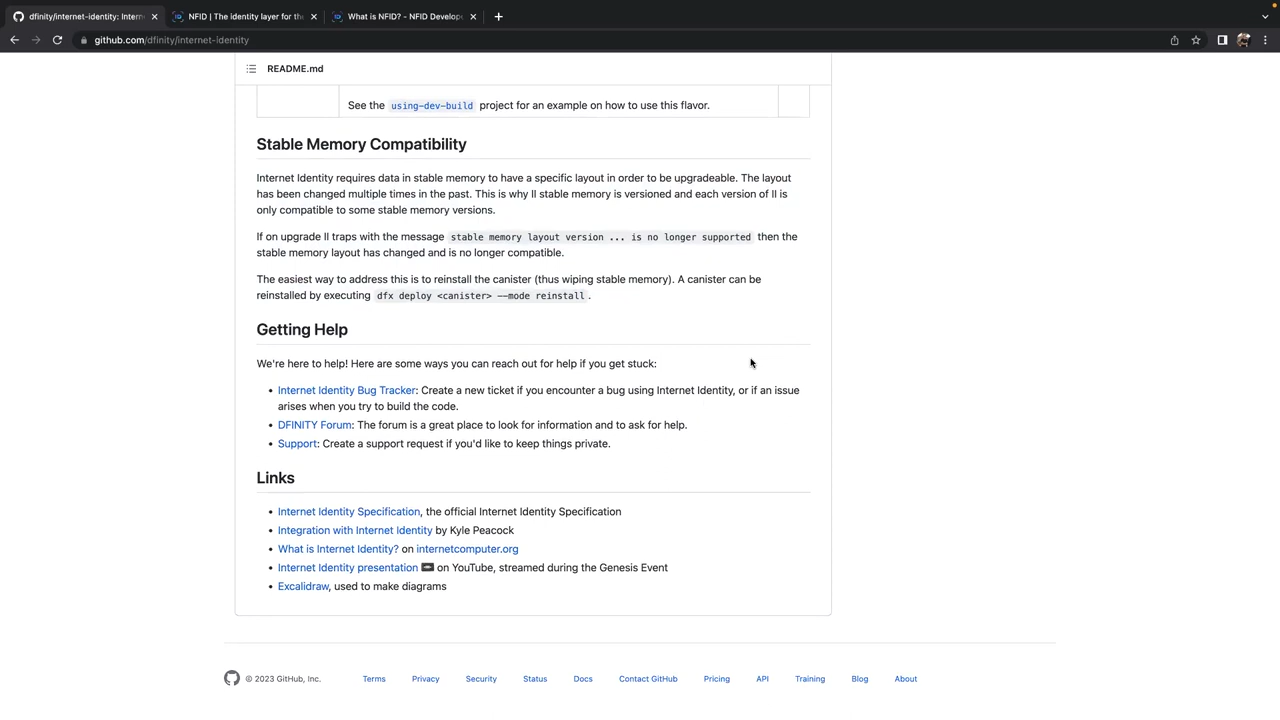 dfinity/internet-identity: Intern
NFID | The identity layer for the
What is NFID? - NFID Develop
github.com/dfinity/internet-identity
README.md
See the using-dev-build project for an example on how to use this flavor.
Stable Memory Compatibility
Internet Identity requires data in stable memory to have a specific layout in order to be upgradeable. The layout
has been changed multiple times in the past. This is why II stable memory is versioned and each version of II is
only compatible to some stable memory versions.
If on upgrade II traps with the message stable memory layout version ... is no longer supported then the
stable memory layout has changed and is no longer compatible.
The easiest way to address this is to reinstall the canister (thus wiping stable memory). A canister can be
reinstalled by executing dfx deploy <canister> --mode reinstall.
Getting Help
We're here to help! Here are some ways you can reach out for help if you get stuck:
• Internet Identity Bug Tracker: Create a new ticket if you encounter a bug using Internet Identity, or if an issue
arises when you try to build the code.
• DFINITY Forum: The forum is a great place to look for information and to ask for help.
• Support: Create a support request if you'd like to keep things private.
Links
• Internet Identity Specification, the official Internet Identity Specification
• Integration with Internet Identity by Kyle Peacock
• What is Internet Identity? on internetcomputer.org
• Internet Identity presentation on YouTube, streamed during the Genesis Event
• Excalidraw, used to make diagrams
© 2023 GitHub, Inc. Terms Privacy Security Status Docs Contact GitHub Pricing API Training Blog About